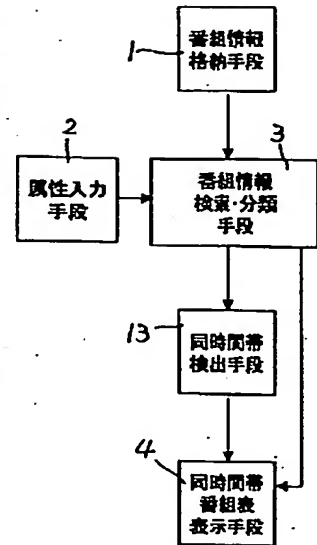 1
番組情報
格納手段
2
属性入力
手段
3
番組情報
検索・分類
手段
13
同時間帯
検出手段
4
同時間帯
番組表
表示手段